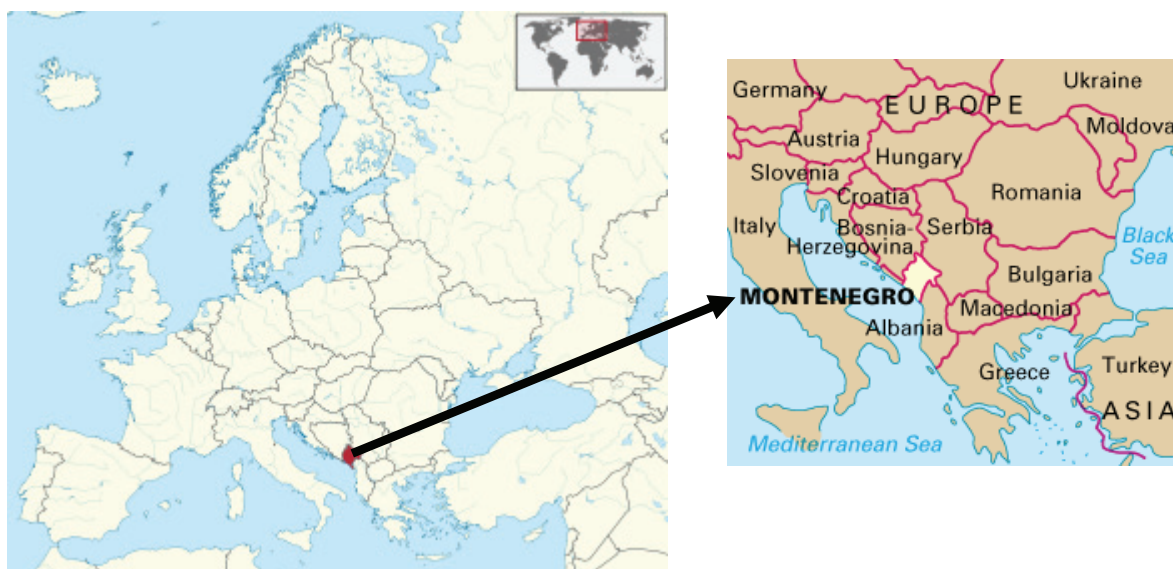 Ukraine
Germany
EUROPE
Moldova
Austria
Hungary
Slovenia
Romania
Croatia
Italy
Bosnia-
Herzegovina
Serbia
Black
Sea
Bulgaria
MONTENEGRO
Macedonia
Albania
Greece
Turkey
ASIA
Mediterranean Sea